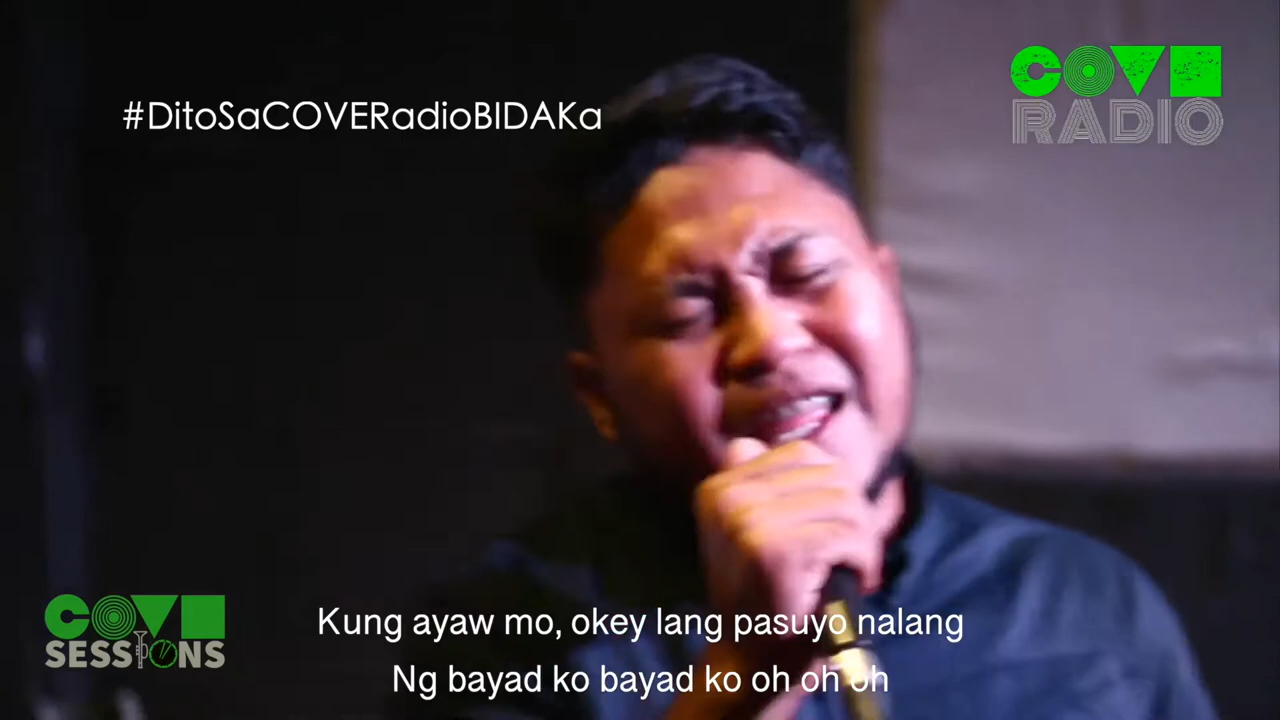 #DitoSaCOVERadioBIDAKa
COVE
RADIO
COVE
SESSIONS
Kung ayaw mo, okey lang pasuyo nalang
Ng bayad ko bayad ko oh oh oh